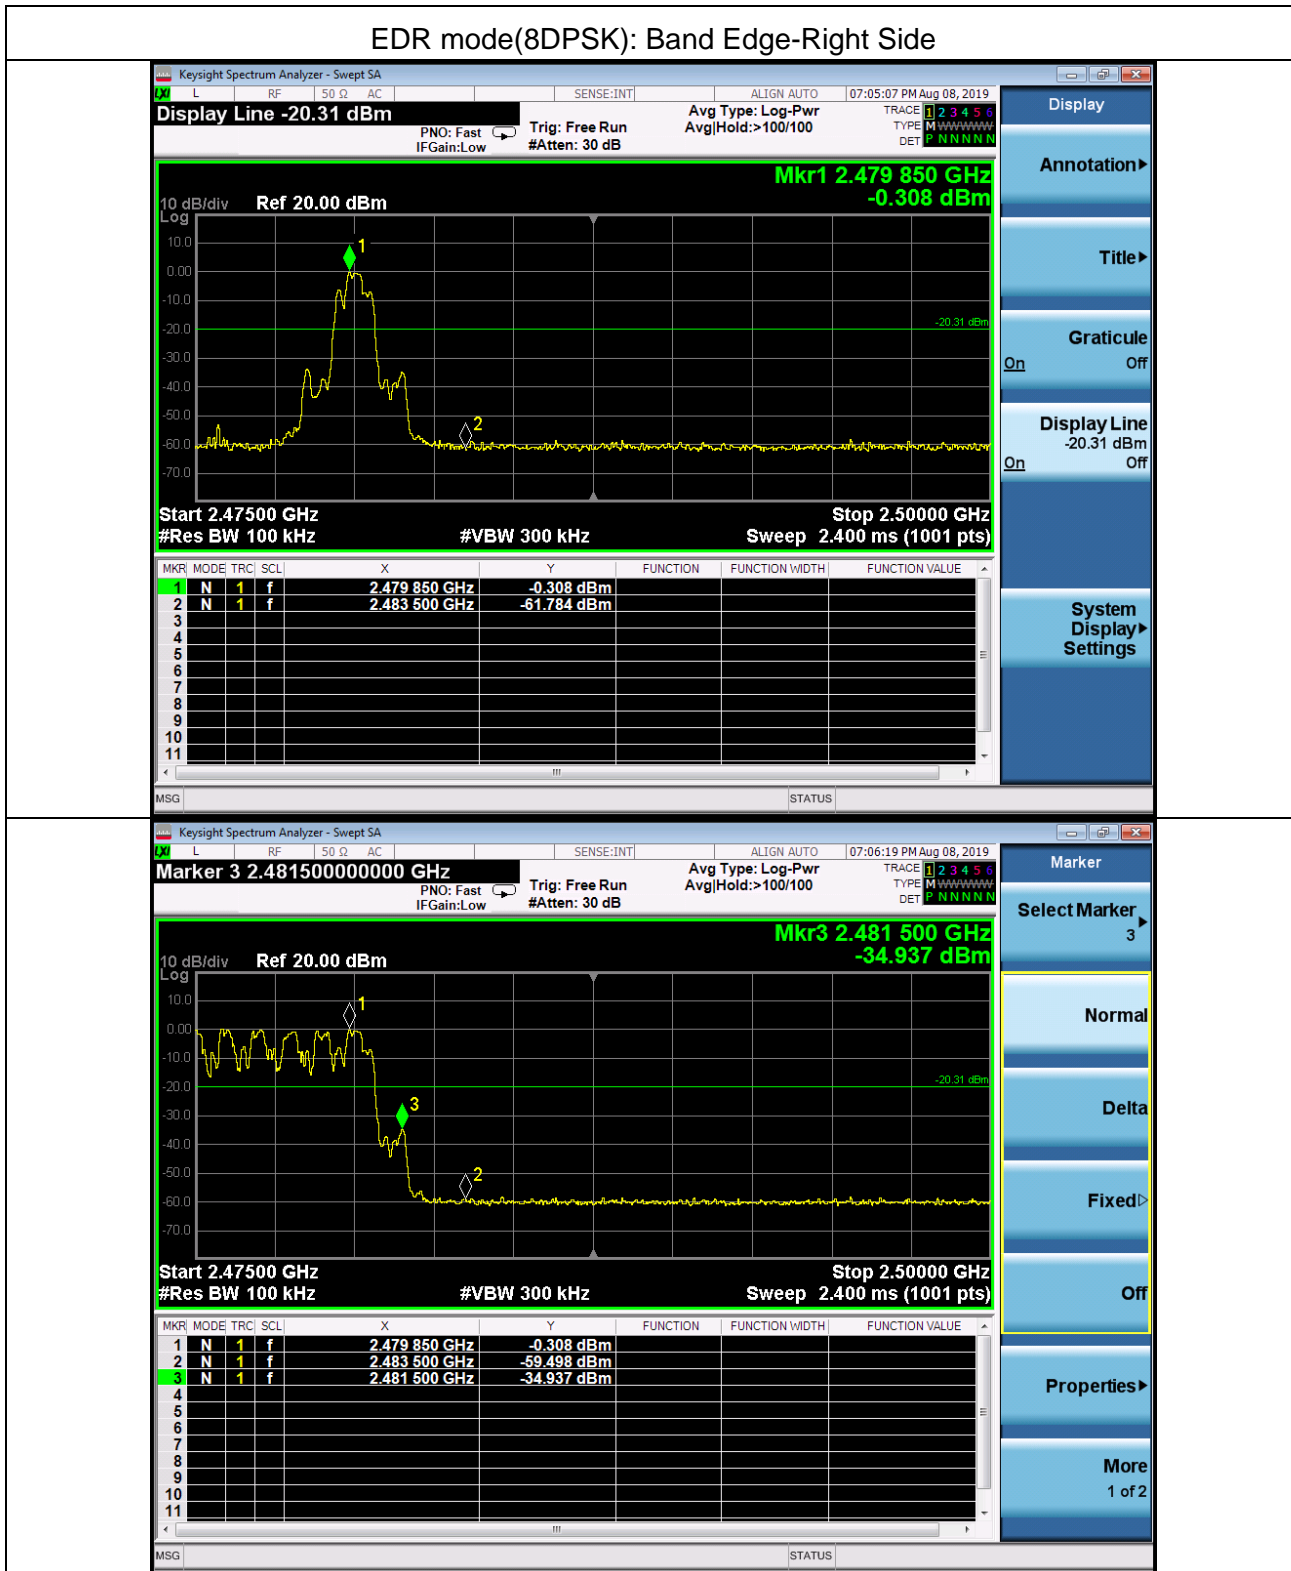 EDR mode(8DPSK): Band Edge-Right Side
Keysight Spectrum Analyzer - Swept SA
LXI L RF 50 Ω AC SENSE:INT ALIGN AUTO 07:05:07 PM Aug 08, 2019
Display Line -20.31 dBm
PNO: Fast
IFGain:Low
Trig: Free Run
#Atten: 30 dB
Avg Type: Log-Pwr
Avg|Hold:>100/100
TRACE 1 2 3 4 5 6
TYPE M WWWWW
DET P N N N N N
Display
Annotation
Title
Graticule
On Off
Display Line
-20.31 dBm
On Off
System
Display
Settings
Mkr1 2.479 850 GHz
-0.308 dBm
10 dB/div Ref 20.00 dBm
Log
10.0
0.00
-10.0
-20.0
-30.0
-40.0
-50.0
-60.0
-70.0
1
2
-20.31 dBm
Start 2.47500 GHz Stop 2.50000 GHz
#Res BW 100 kHz #VBW 300 kHz Sweep 2.400 ms (1001 pts)
MKR MODE TRC SCL X Y FUNCTION FUNCTION WIDTH FUNCTION VALUE
1 N 1 f 2.479 850 GHz -0.308 dBm
2 N 1 f 2.483 500 GHz -61.784 dBm
3
4
5
6
7
8
9
10
11
MSG STATUS
Keysight Spectrum Analyzer - Swept SA
LXI L RF 50 Ω AC SENSE:INT ALIGN AUTO 07:06:19 PM Aug 08, 2019
Marker 3 2.481500000000 GHz
PNO: Fast
IFGain:Low
Trig: Free Run
#Atten: 30 dB
Avg Type: Log-Pwr
Avg|Hold:>100/100
TRACE 1 2 3 4 5 6
TYPE M WWWWW
DET P N N N N N
Marker
Select Marker
3
Normal
Delta
Fixed
Off
Properties
More
1 of 2
Mkr3 2.481 500 GHz
-34.937 dBm
10 dB/div Ref 20.00 dBm
Log
10.0
0.00
-10.0
-20.0
-30.0
-40.0
-50.0
-60.0
-70.0
1
3
2
-20.31 dBm
Start 2.47500 GHz Stop 2.50000 GHz
#Res BW 100 kHz #VBW 300 kHz Sweep 2.400 ms (1001 pts)
MKR MODE TRC SCL X Y FUNCTION FUNCTION WIDTH FUNCTION VALUE
1 N 1 f 2.479 850 GHz -0.308 dBm
2 N 1 f 2.483 500 GHz -59.498 dBm
3 N 1 f 2.481 500 GHz -34.937 dBm
4
5
6
7
8
9
10
11
MSG STATUS